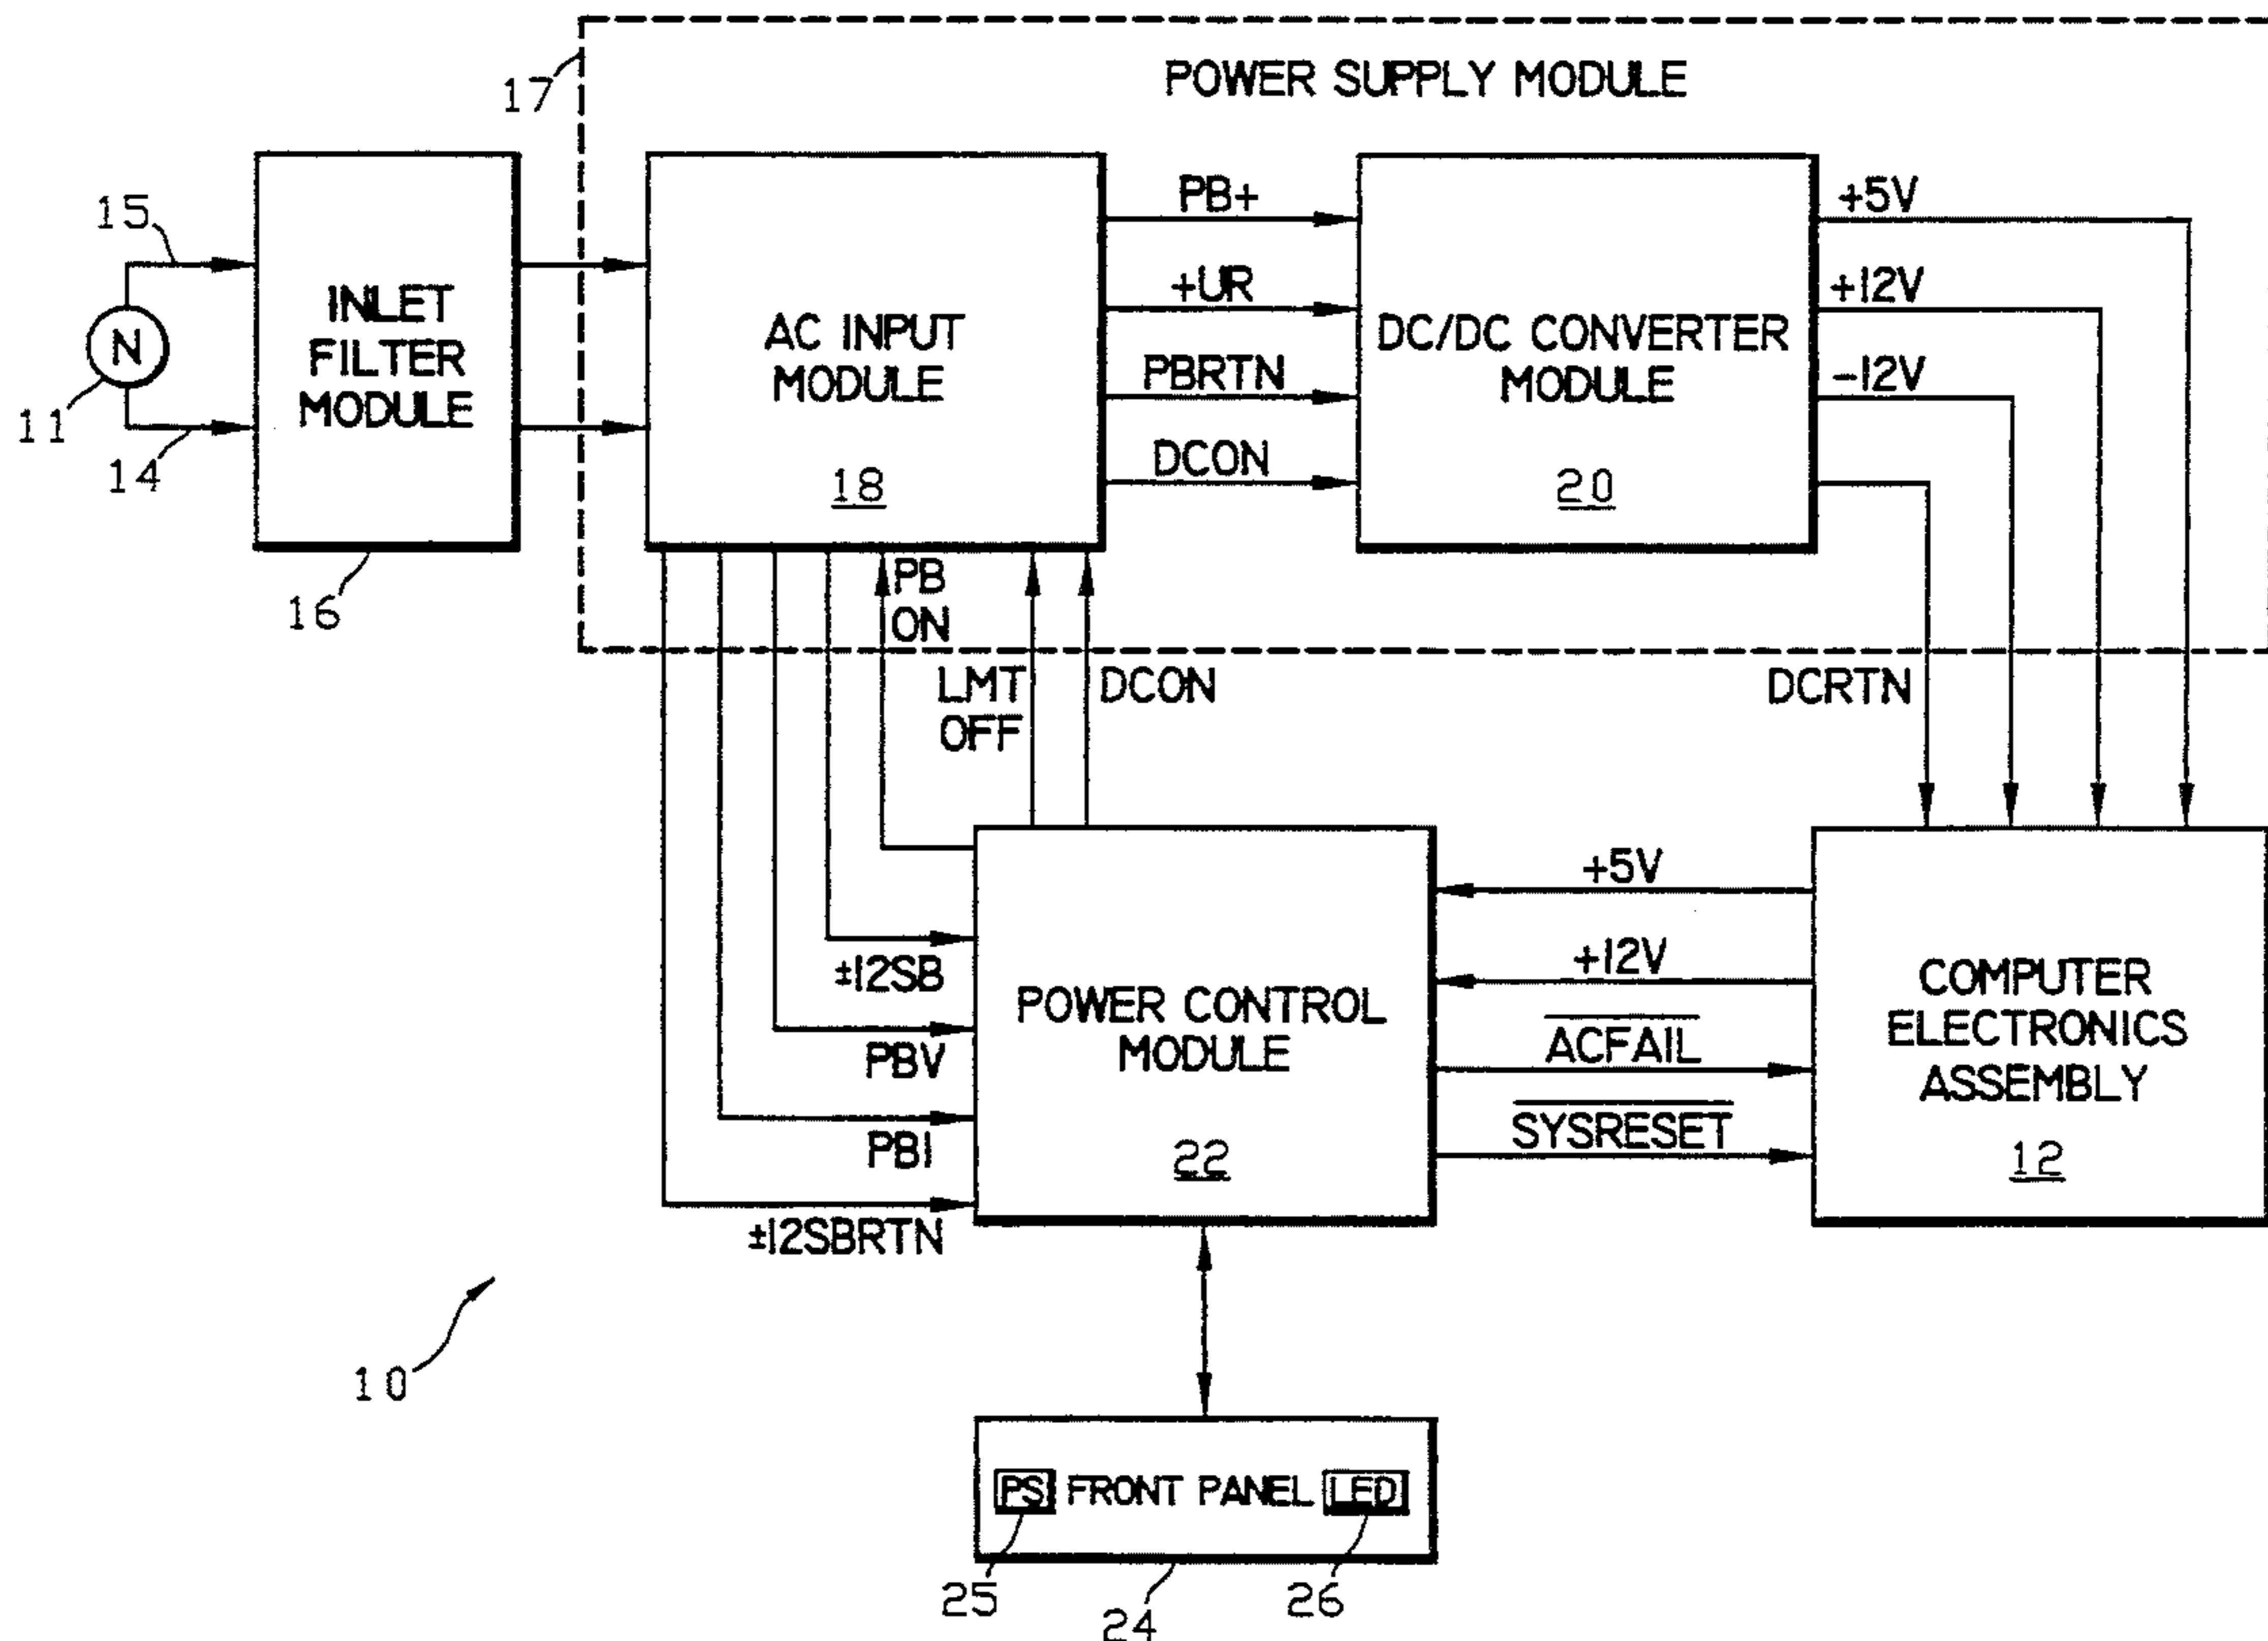 17
POWER SUPPLY MODULE
15
N
11
14
INLET
FILTER
MODULE
16
AC INPUT
MODULE
18
PB+
+UR
PBRTN
DCON
DC/DC CONVERTER
MODULE
20
+5V
+12V
-12V
PB
ON
LMT
OFF
DCON
DCRTN
±12SB
PBV
PBI
±12SBRTN
POWER CONTROL
MODULE
22
+5V
+12V
ACFAIL
SYSRESET
COMPUTER
ELECTRONICS
ASSEMBLY
12
10
PS FRONT PANEL LED
25
24
26